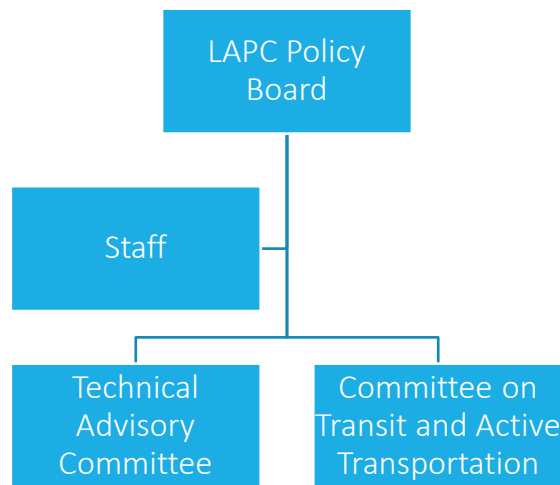 LAPC Policy
Board
Staff
Technical
Advisory
Committee
Committee on
Transit and Active
Transportation